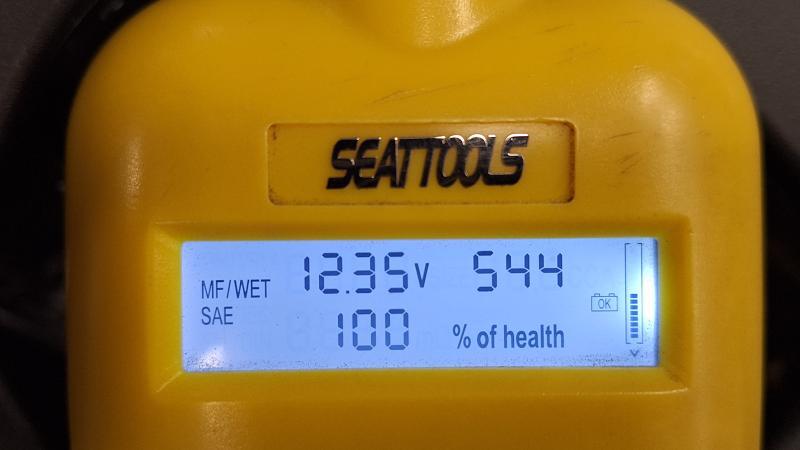 SEATTOOLS
MF/WET 12.35V 544
SAE 100 % of health
OK